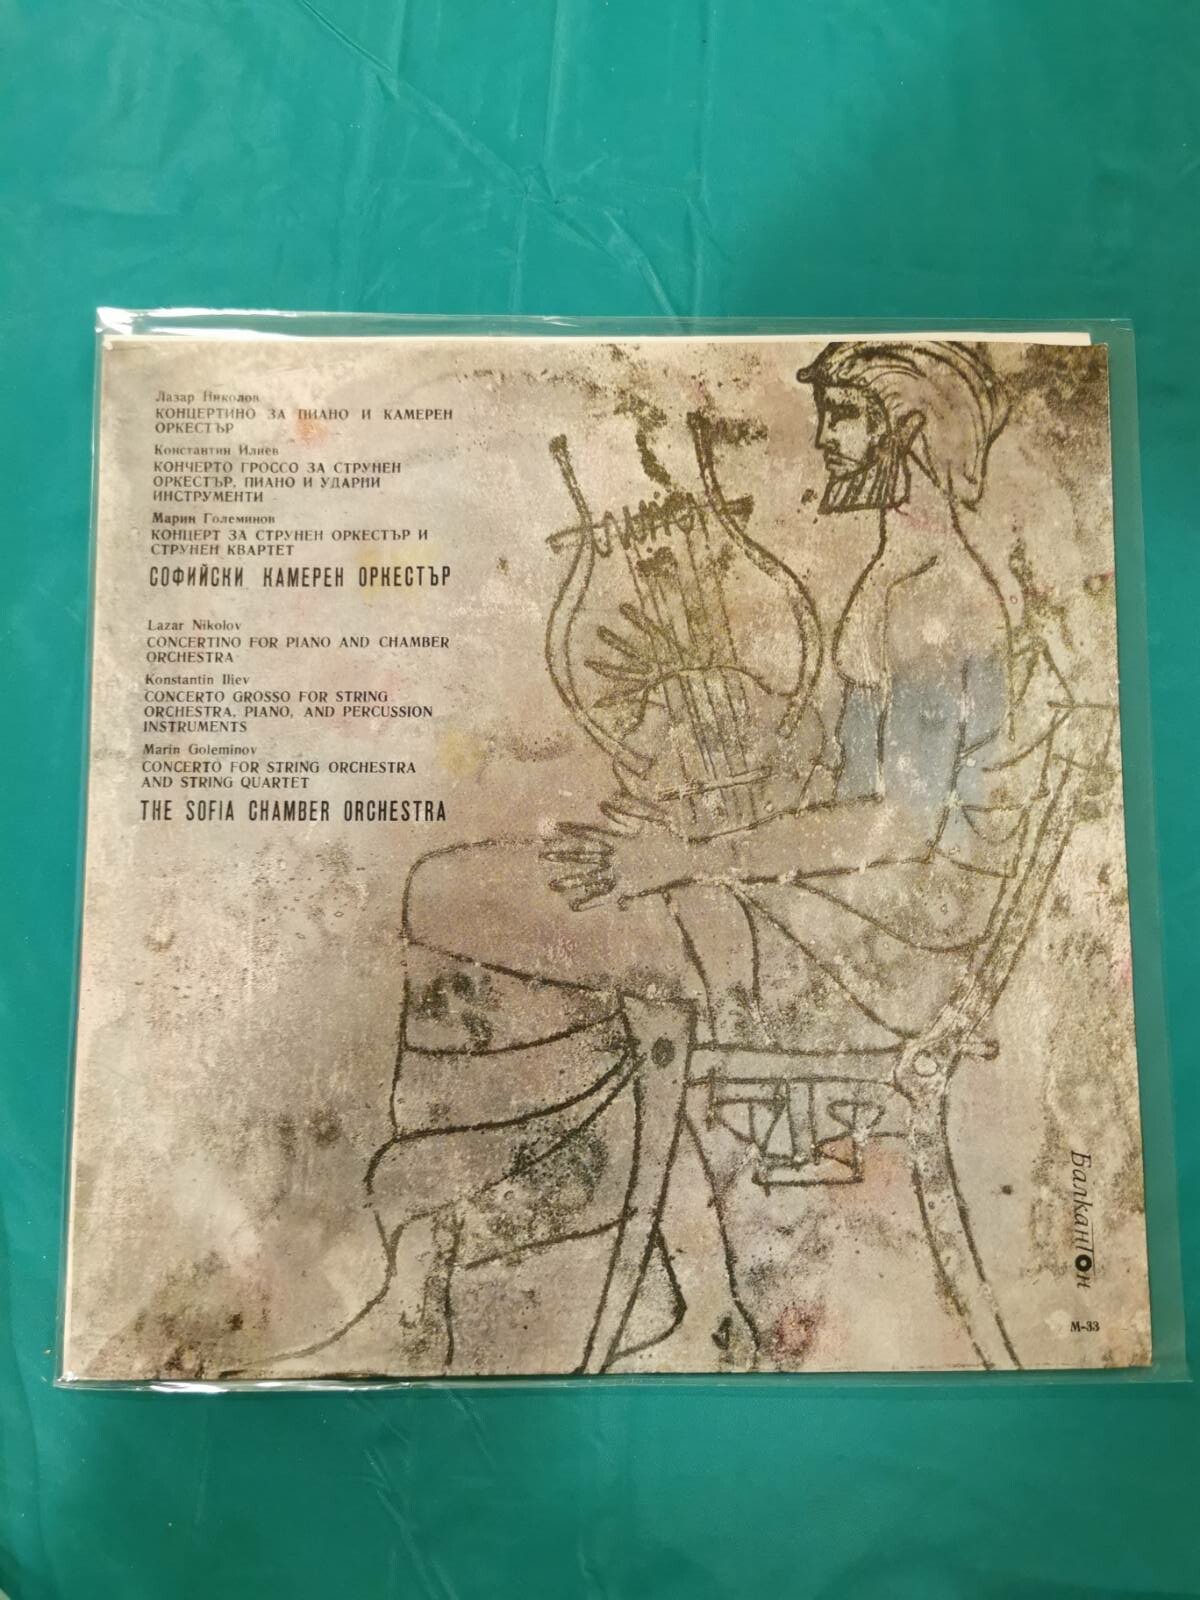 Лазар Николов
КОНЦЕРТИНО ЗА ПИАНО И КАМЕРЕН
ОРКЕСТЪР
Константин Илиев
КОНЧЕРТО ГРОССО ЗА СТРУНЕН
ОРКЕСТЪР, ПИАНО И УДАРНИ
ИНСТРУМЕНТИ
Марин Големинов
КОНЦЕРТ ЗА СТРУНЕН ОРКЕСТЪР И
СТРУНЕН КВАРТЕТ
СОФИЙСКИ КАМЕРЕН ОРКЕСТЪР
Lazar Nikolov
CONCERTINO FOR PIANO AND CHAMBER
ORCHESTRA
Konstantin Iliev
CONCERTO GROSSO FOR STRING
ORCHESTRA, PIANO, AND PERCUSSION
INSTRUMENTS
Marin Goleminov
CONCERTO FOR STRING ORCHESTRA
AND STRING QUARTET
THE SOFIA CHAMBER ORCHESTRA
Балкантон
М-33